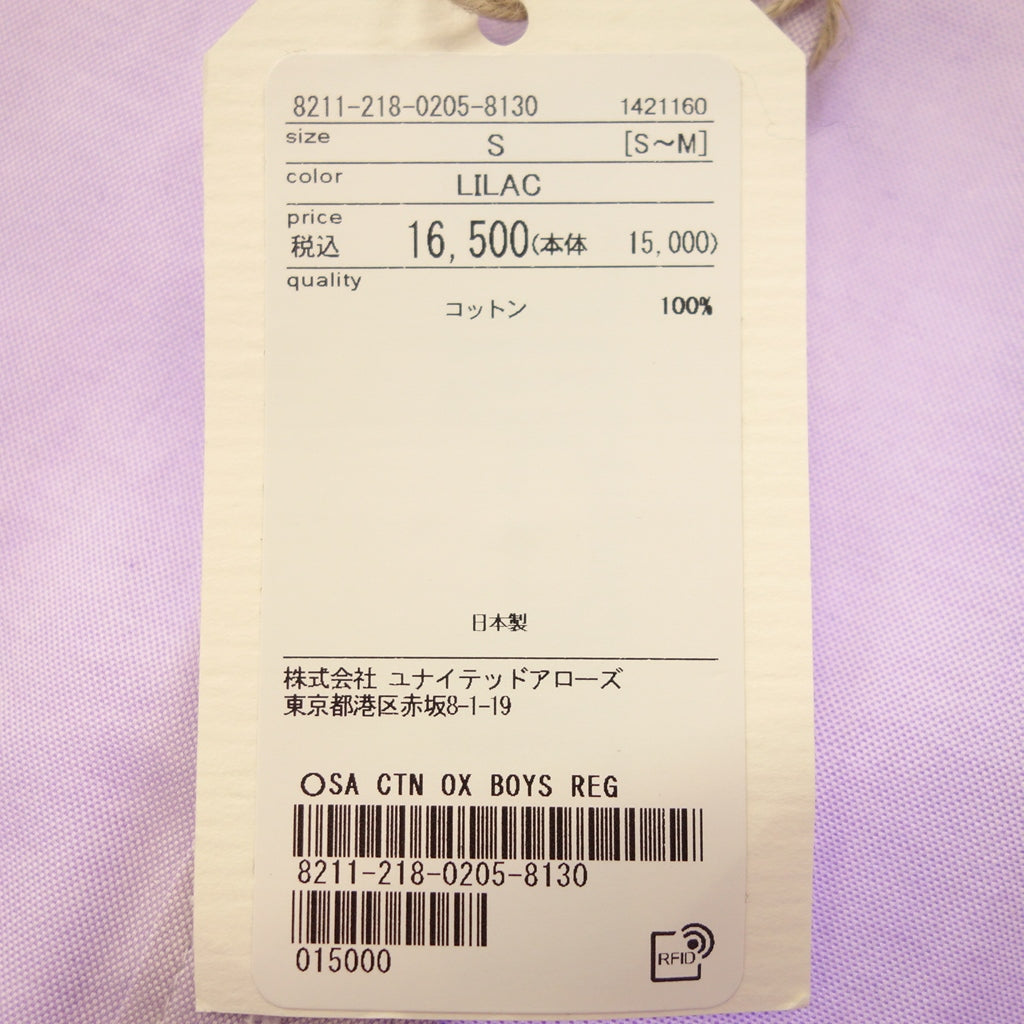 8211-218-0205-8130 1421160
size S [S～M]
color LILAC
price
税込 16,500(本体 15,000)
quality
コットン 100%
日本製
株式会社 ユナイテッドアローズ
東京都港区赤坂8-1-19
〇SA CTN OX BOYS REG
8211-218-0205-8130
015000
RFID